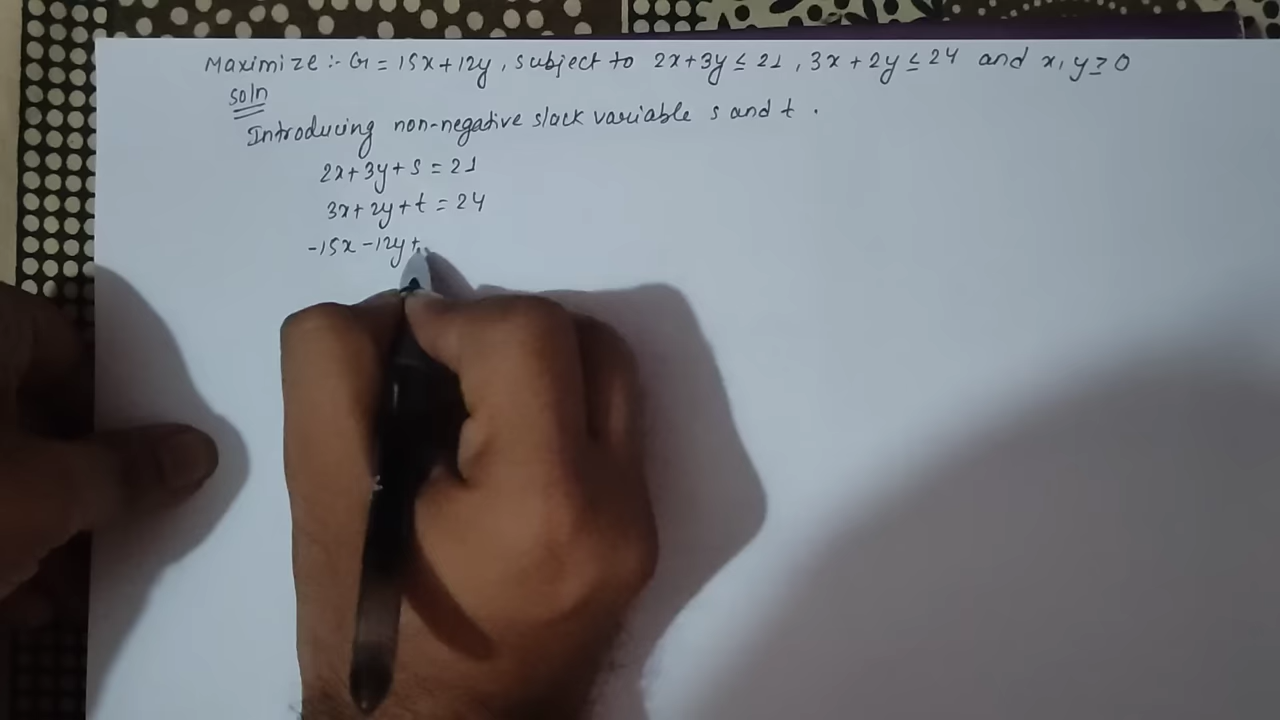 Maximize :- G = 15x + 12y, subject to 2x + 3y ≤ 21, 3x + 2y ≤ 24 and x, y ≥ 0
soln
Introducing non-negative slack variable s and t .
2x + 3y + s = 21
3x + 2y + t = 24
-15x - 12y +